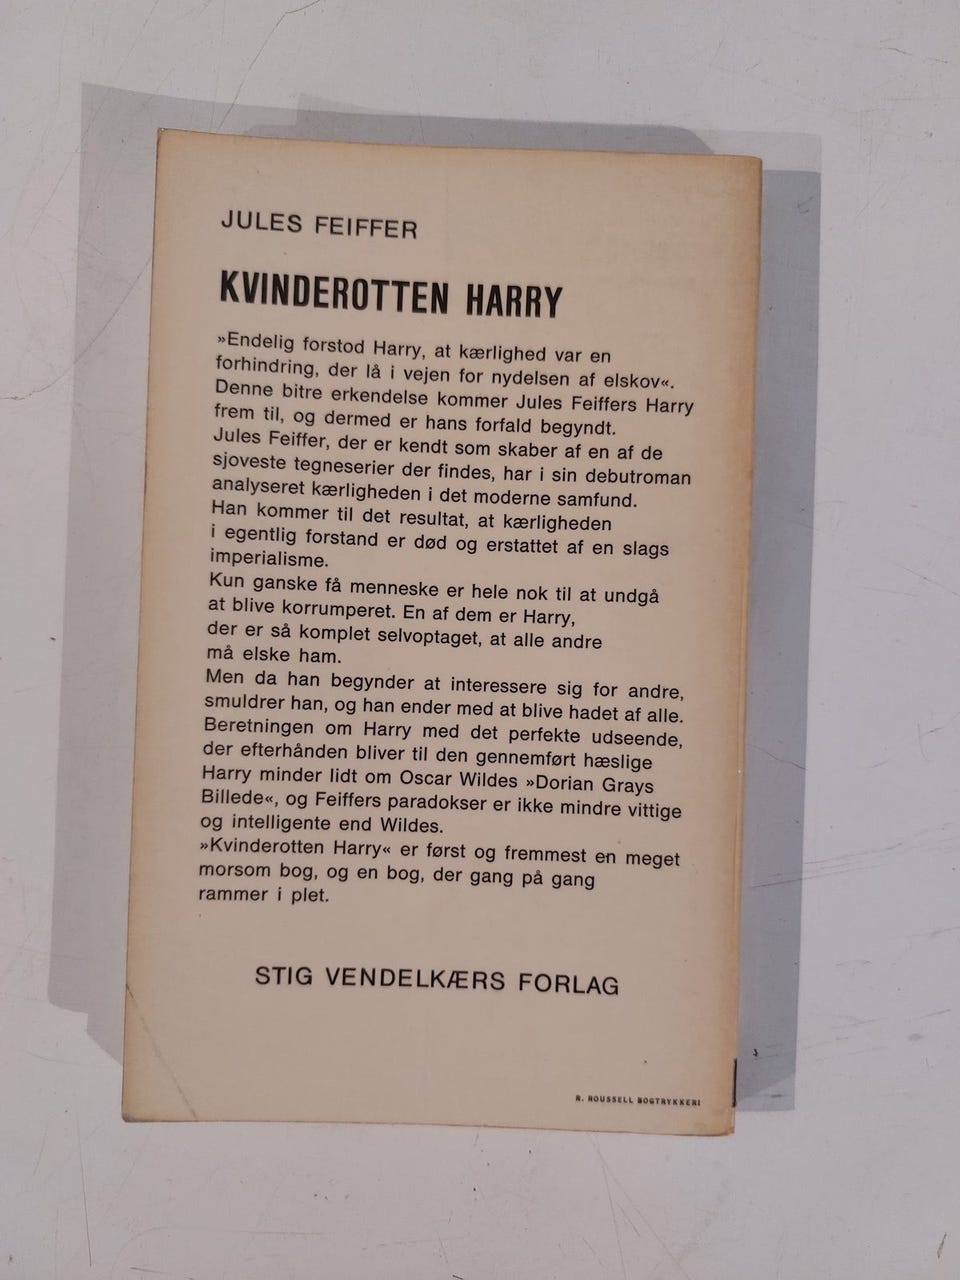 JULES FEIFFER
KVINDEROTTEN HARRY
»Endelig forstod Harry, at kærlighed var en
forhindring, der lå i vejen for nydelsen af elskov«.
Denne bitre erkendelse kommer Jules Feiffers Harry
frem til, og dermed er hans forfald begyndt.
Jules Feiffer, der er kendt som skaber af en af de
sjoveste tegneserier der findes, har i sin debutroman
analyseret kærligheden i det moderne samfund.
Han kommer til det resultat, at kærligheden
i egentlig forstand er død og erstattet af en slags
imperialisme.
Kun ganske få menneske er hele nok til at undgå
at blive korrumperet. En af dem er Harry,
der er så komplet selvoptaget, at alle andre
må elske ham.
Men da han begynder at interessere sig for andre,
smuldrer han, og han ender med at blive hadet af alle.
Beretningen om Harry med det perfekte udseende,
der efterhånden bliver til den gennemført hæslige
Harry minder lidt om Oscar Wildes »Dorian Grays
Billede«, og Feiffers paradokser er ikke mindre vittige
og intelligente end Wildes.
»Kvinderotten Harry« er først og fremmest en meget
morsom bog, og en bog, der gang på gang
rammer i plet.
STIG VENDELKÆRS FORLAG
R. ROUSSELL BOGTRYKKERI